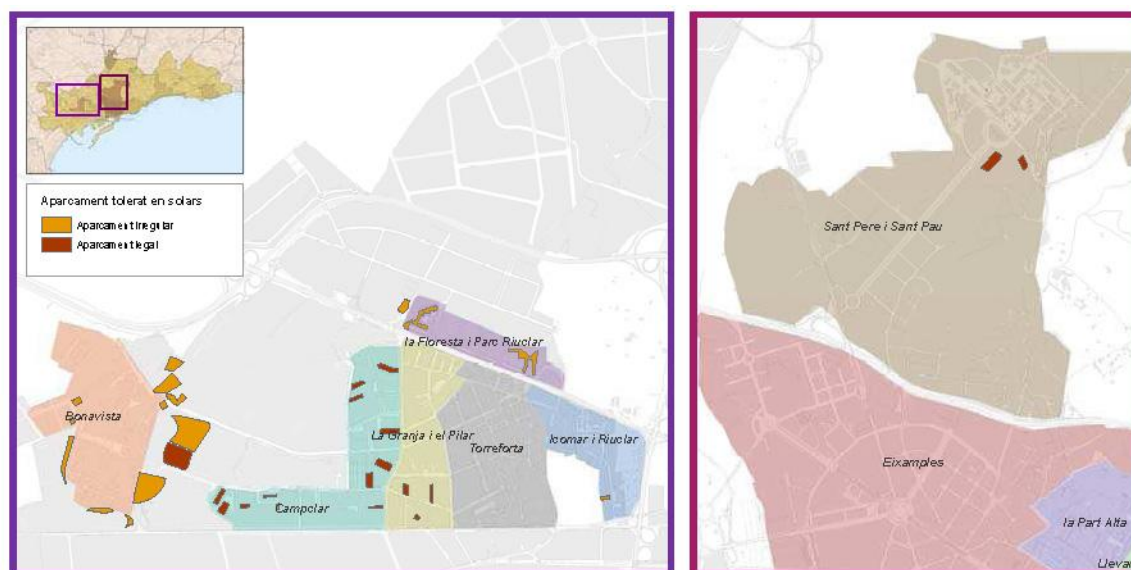 Aparcament tolerat en solars
Aparcament irregular
Aparcament legal
Bonavista
la Floresta i Parc Riuclar
La Granja i el Pilar
Torreforta
Icomar i Riuclar
Campclar
Sant Pere i Sant Pau
Eixamples
la Part Alta
Lleva